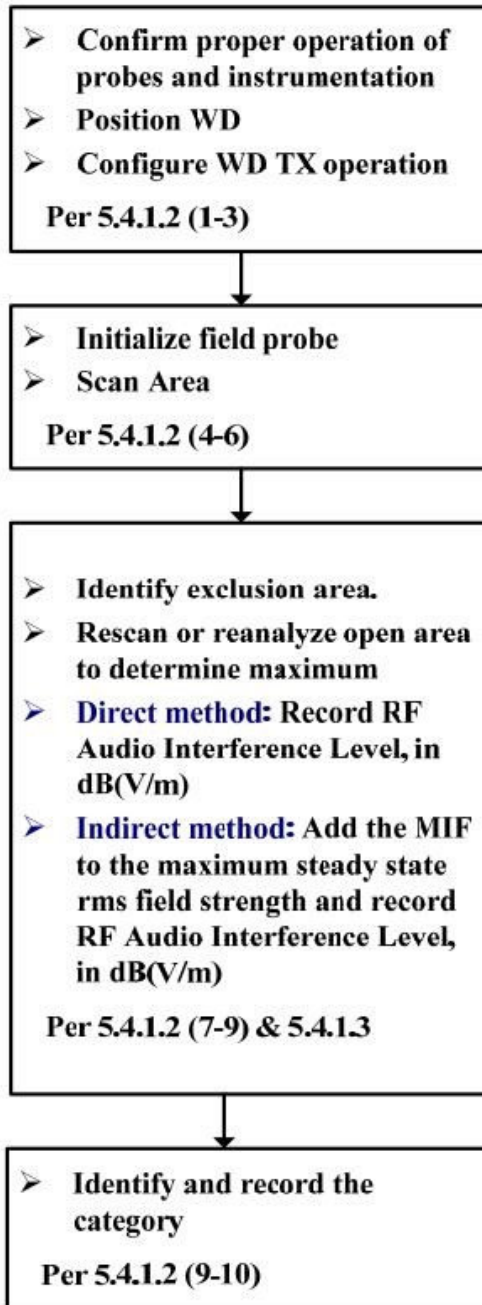 ➢ Confirm proper operation of
probes and instrumentation
➢ Position WD
➢ Configure WD TX operation
Per 5.4.1.2 (1-3)
➢ Initialize field probe
➢ Scan Area
Per 5.4.1.2 (4-6)
➢ Identify exclusion area.
➢ Rescan or reanalyze open area
to determine maximum
➢ Direct method: Record RF
Audio Interference Level, in
dB(V/m)
➢ Indirect method: Add the MIF
to the maximum steady state
rms field strength and record
RF Audio Interference Level,
in dB(V/m)
Per 5.4.1.2 (7-9) & 5.4.1.3
➢ Identify and record the
category
Per 5.4.1.2 (9-10)